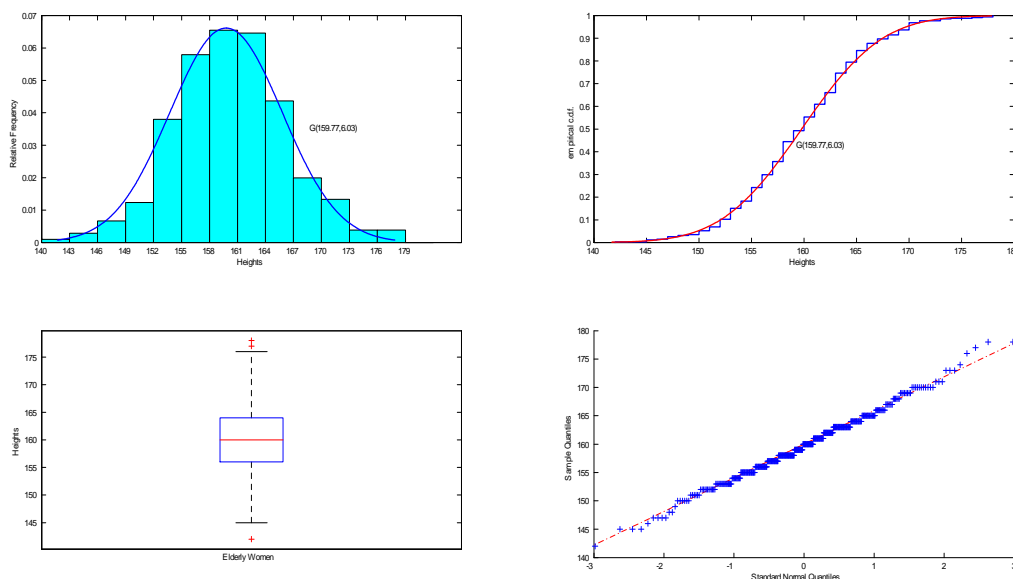 0.07
0.06
0.05
0.04
0.03
0.02
0.01
0
Relative Frequency
G(159.77,6.03)
140 143 146 149 152 155 158 161 164 167 170 173 176 179
Heights
1
0.9
0.8
0.7
0.6
0.5
0.4
0.3
0.2
0.1
0
empirical c.d.f.
G(159.77,6.03)
140 145 150 155 160 165 170 175 180
Heights
175
170
165
160
155
150
145
Heights
Elderly Women
180
175
170
165
160
155
150
145
140
Sample Quantiles
-3 -2 -1 0 1 2 3
Standard Normal Quantiles